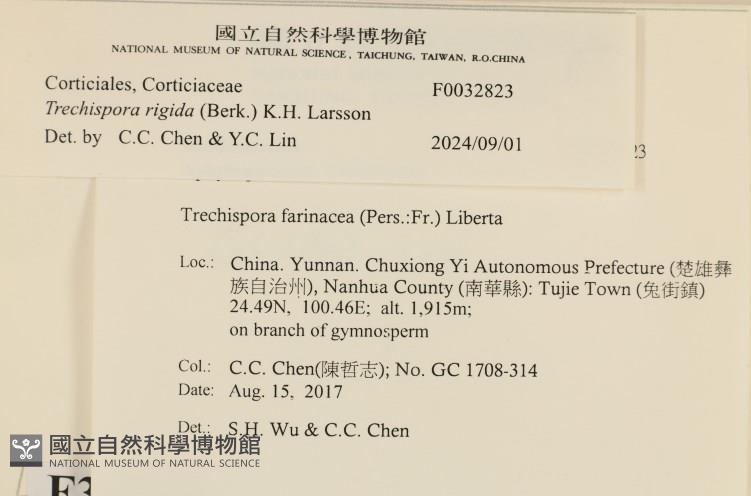 國立自然科學博物館
NATIONAL MUSEUM OF NATURAL SCIENCE, TAICHUNG, TAIWAN, R.O.CHINA
Corticiales, Corticiaceae F0032823
Trechispora rigida (Berk.) K.H. Larsson
Det. by C.C. Chen & Y.C. Lin 2024/09/01
23
Trechispora farinacea (Pers.:Fr.) Liberta
Loc.: China. Yunnan. Chuxiong Yi Autonomous Prefecture (楚雄彝
族自治州), Nanhua County (南華縣): Tujie Town (兔街鎮)
24.49N, 100.46E; alt. 1,915m;
on branch of gymnosperm
Col.: C.C. Chen(陳哲志); No. GC 1708-314
Date: Aug. 15, 2017
Det.: S.H. Wu & C.C. Chen
國立自然科學博物館
NATIONAL MUSEUM OF NATURAL SCIENCE